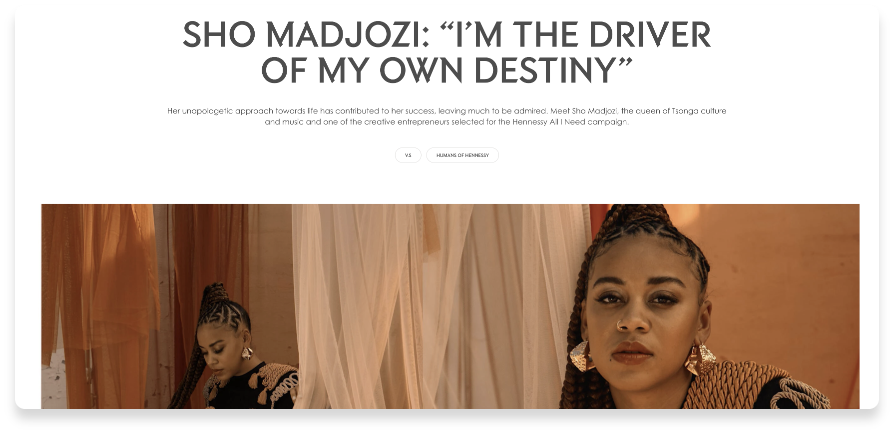 SHO MADJOZI: “I’M THE DRIVER
OF MY OWN DESTINY”
Her unapologetic approach towards life has contributed to her success, leaving much to be admired. Meet Sho Madjozi, the queen of Tsonga culture
and music and one of the creative entrepreneurs selected for the Hennessy All I Need campaign.
V.S
HUMANS OF HENNESSY